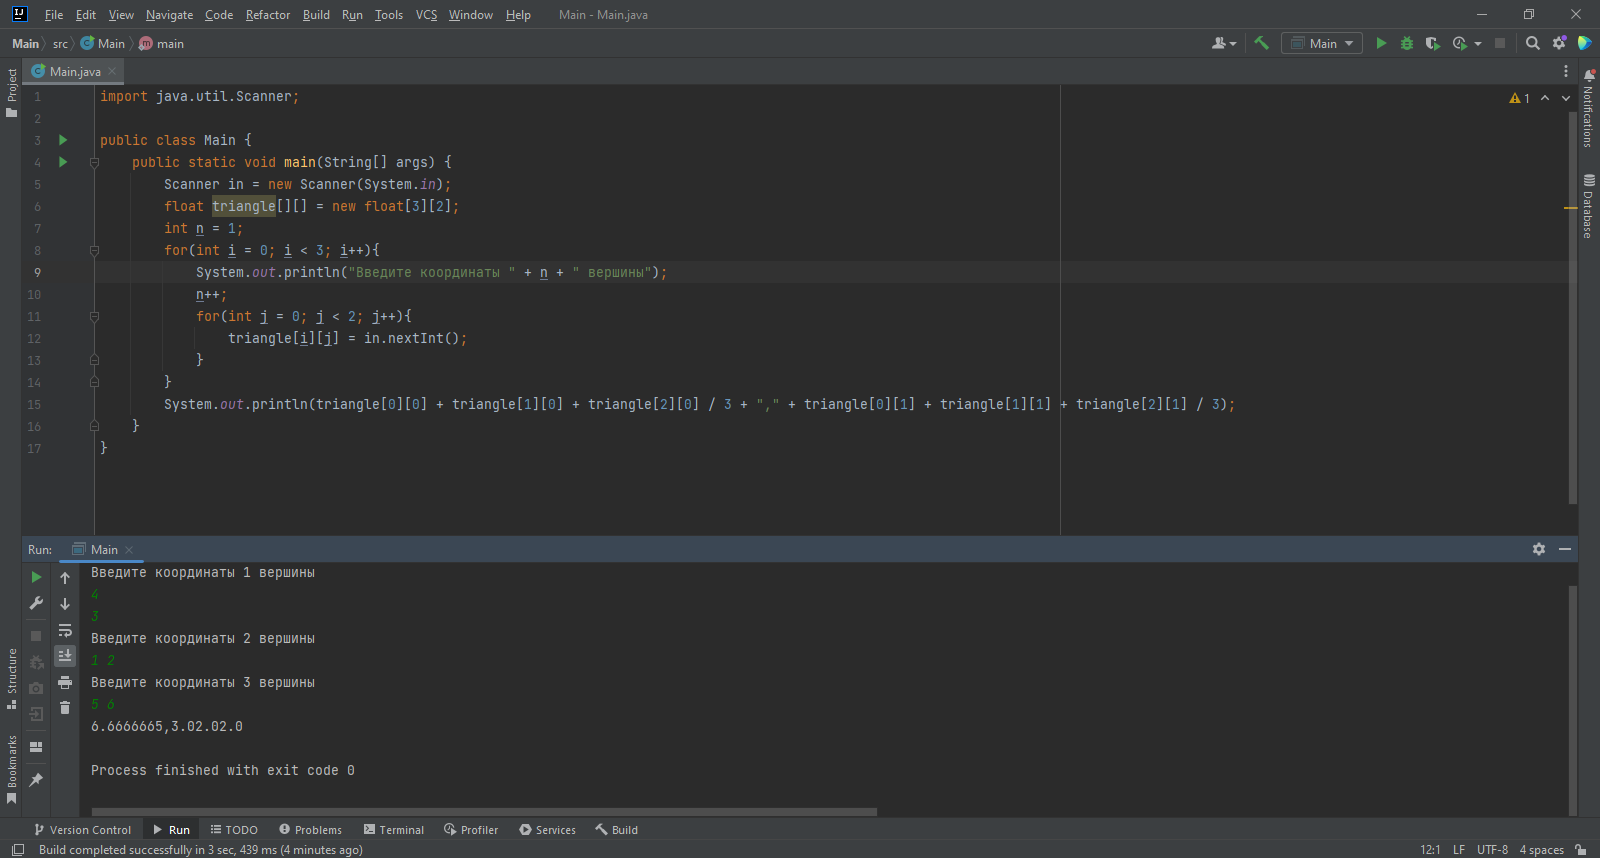 File Edit View Navigate Code Refactor Build Run Tools VCS Window Help Main - Main.java
Main src Main main Main
Project
Main.java
Notifications
Database
1 import java.util.Scanner;
2
3 public class Main {
4 public static void main(String[] args) {
5 Scanner in = new Scanner(System.in);
6 float triangle[][] = new float[3][2];
7 int n = 1;
8 for(int i = 0; i < 3; i++){
9 System.out.println("Введите координаты " + n + " вершины");
10 n++;
11 for(int j = 0; j < 2; j++){
12 triangle[i][j] = in.nextInt();
13 }
14 }
15 System.out.println(triangle[0][0] + triangle[1][0] + triangle[2][0] / 3 + "," + triangle[0][1] + triangle[1][1] + triangle[2][1] / 3);
16 }
17 }
1
Run: Main
Введите координаты 1 вершины
4
3
Введите координаты 2 вершины
1 2
Введите координаты 3 вершины
5 6
6.6666665,3.02.02.0
Process finished with exit code 0
Structure
Bookmarks
Version Control Run TODO Problems Terminal Profiler Services Build
Build completed successfully in 3 sec, 439 ms (4 minutes ago) 12:1 LF UTF-8 4 spaces